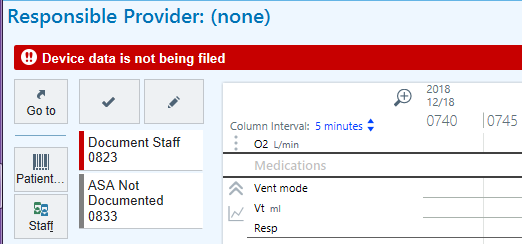 Responsible Provider: (none)
Device data is not being filed
Go to
Patient...
Staff
Document Staff
0823
ASA Not
Documented
0833
2018
12/18
Column Interval: 5 minutes
0740
0745
O2 L/min
Medications
Vent mode
Vt ml
Resp